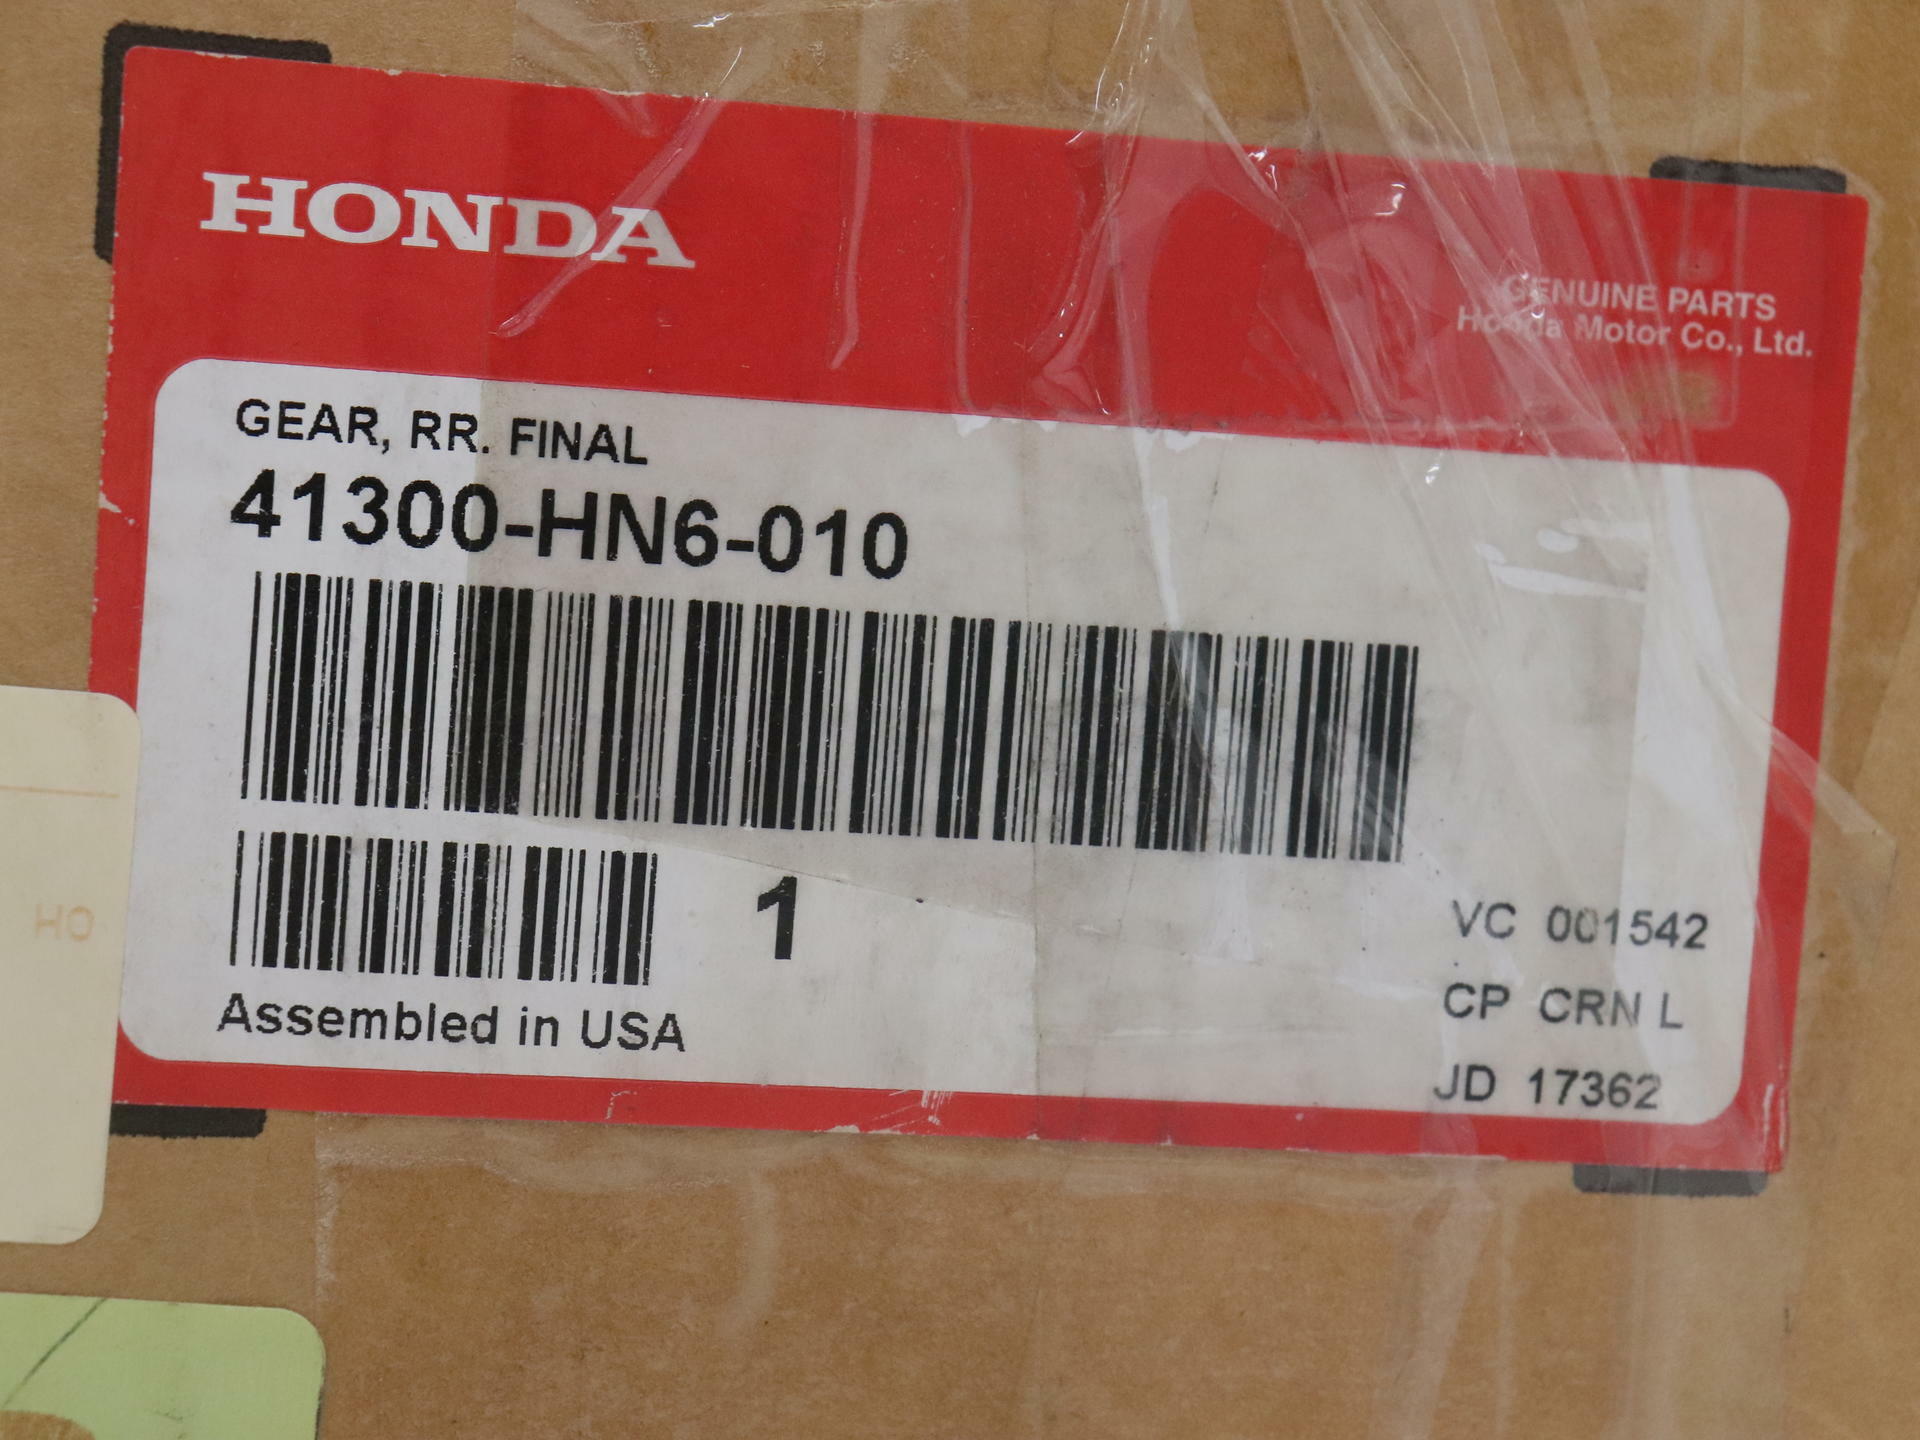 HONDA
GENUINE PARTS
Honda Motor Co., Ltd.
GEAR, RR. FINAL
41300-HN6-010
1
Assembled in USA
VC 001542
CP CRN L
JD 17362
HO